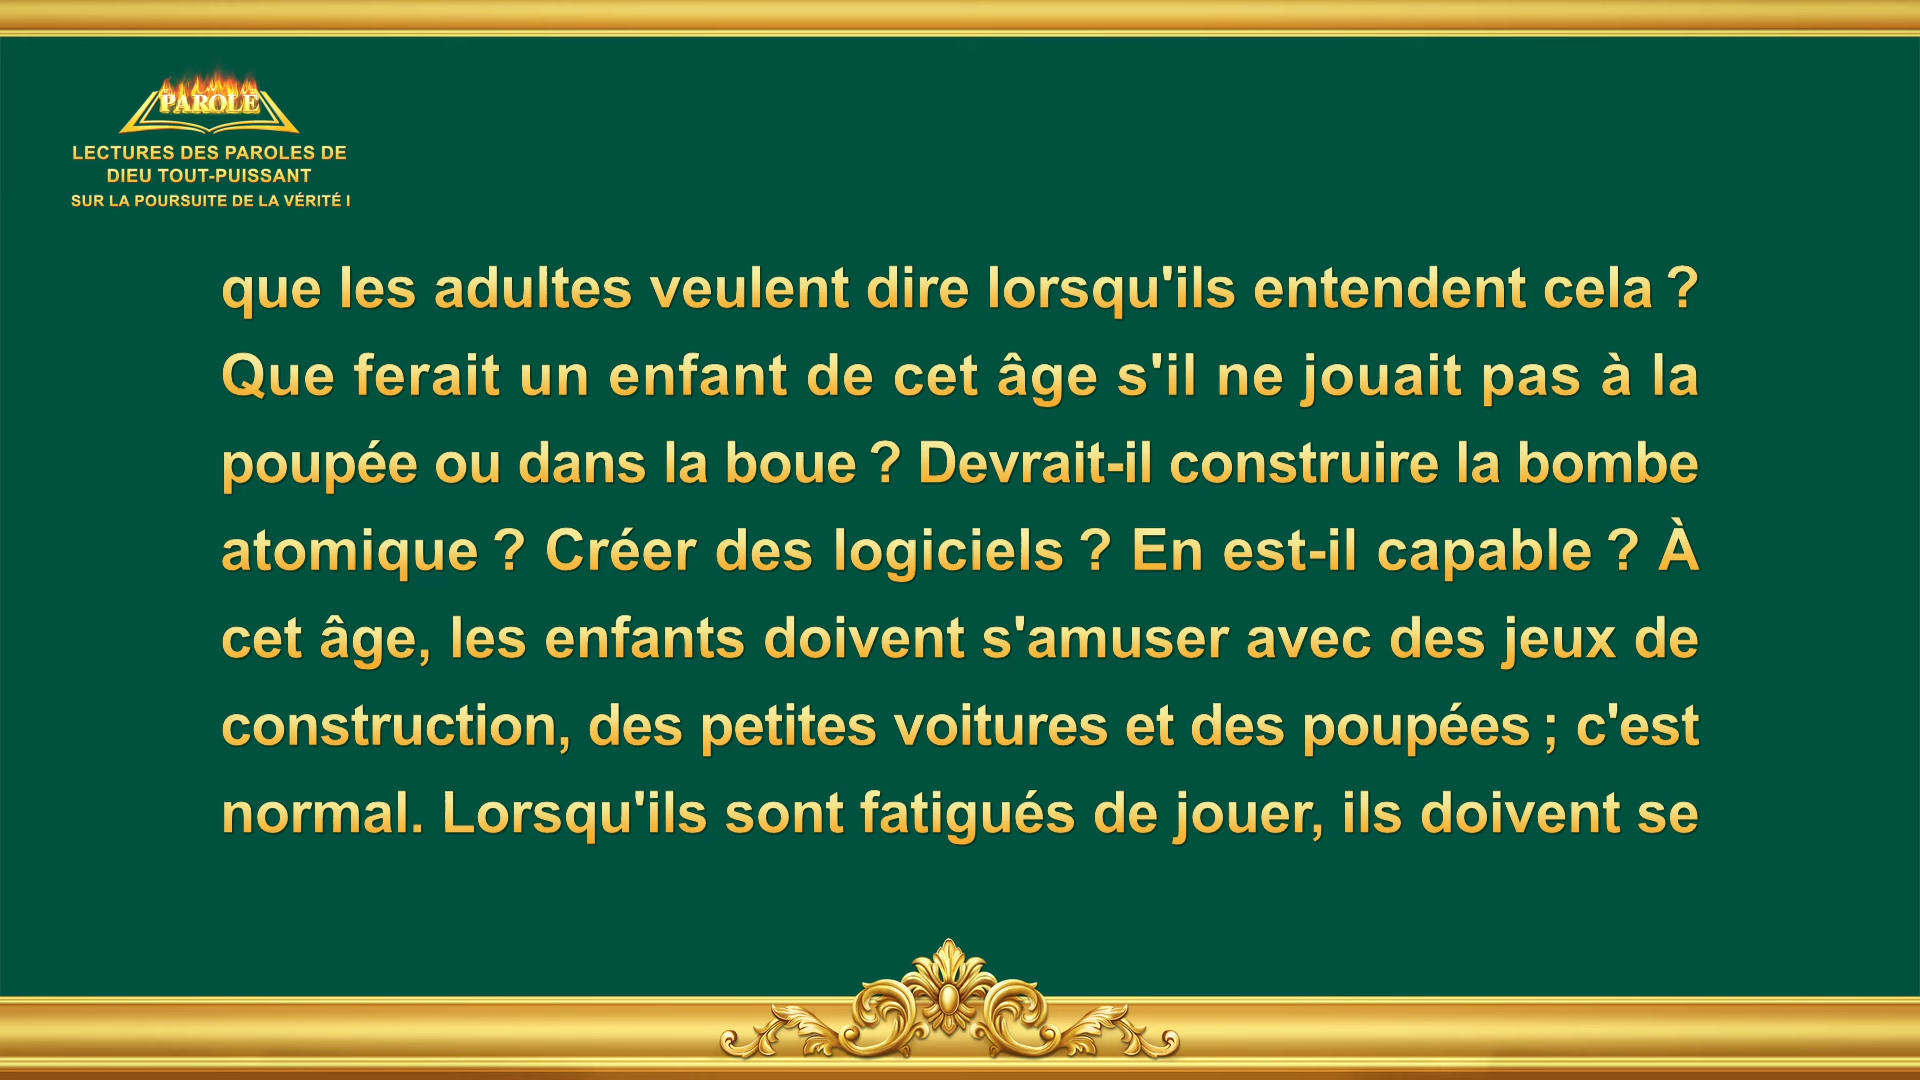 PAROLE
LECTURES DES PAROLES DE
DIEU TOUT-PUISSANT
SUR LA POURSUITE DE LA VÉRITÉ I
que les adultes veulent dire lorsqu'ils entendent cela ?
Que ferait un enfant de cet âge s'il ne jouait pas à la
poupée ou dans la boue ? Devrait-il construire la bombe
atomique ? Créer des logiciels ? En est-il capable ? À
cet âge, les enfants doivent s'amuser avec des jeux de
construction, des petites voitures et des poupées ; c'est
normal. Lorsqu'ils sont fatigués de jouer, ils doivent se